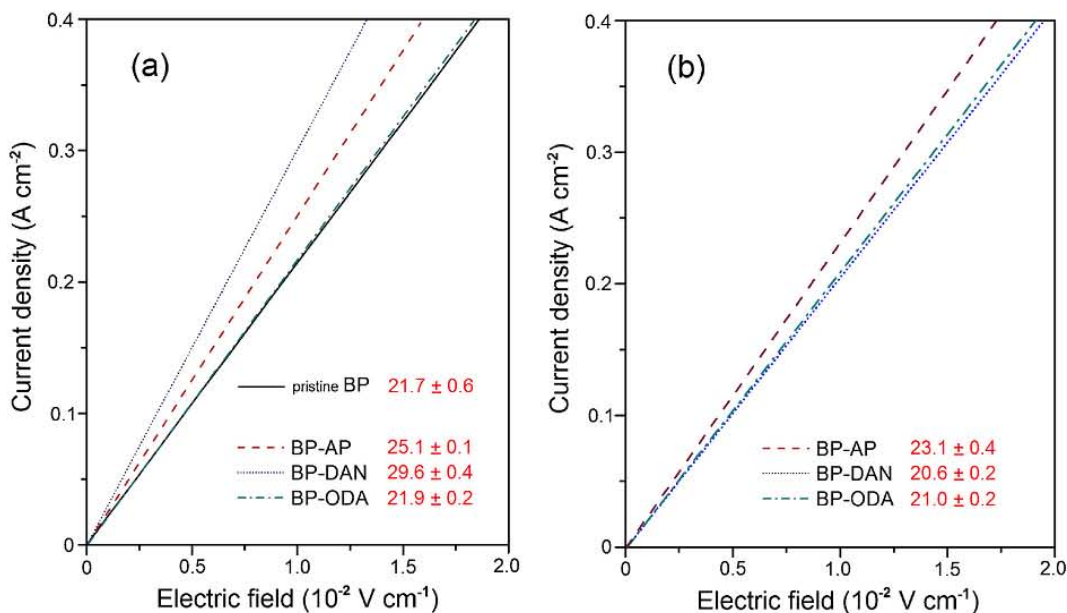 (a)
Current density (A cm⁻²)
0.4
0.3
0.2
0.1
0
pristine BP 21.7 ± 0.6
BP-AP 25.1 ± 0.1
BP-DAN 29.6 ± 0.4
BP-ODA 21.9 ± 0.2
0 0.5 1.0 1.5 2.0
Electric field (10⁻² V cm⁻¹)
(b)
Current density (A cm⁻²)
0.4
0.3
0.2
0.1
0
BP-AP 23.1 ± 0.4
BP-DAN 20.6 ± 0.2
BP-ODA 21.0 ± 0.2
0 0.5 1.0 1.5 2.0
Electric field (10⁻² V cm⁻¹)